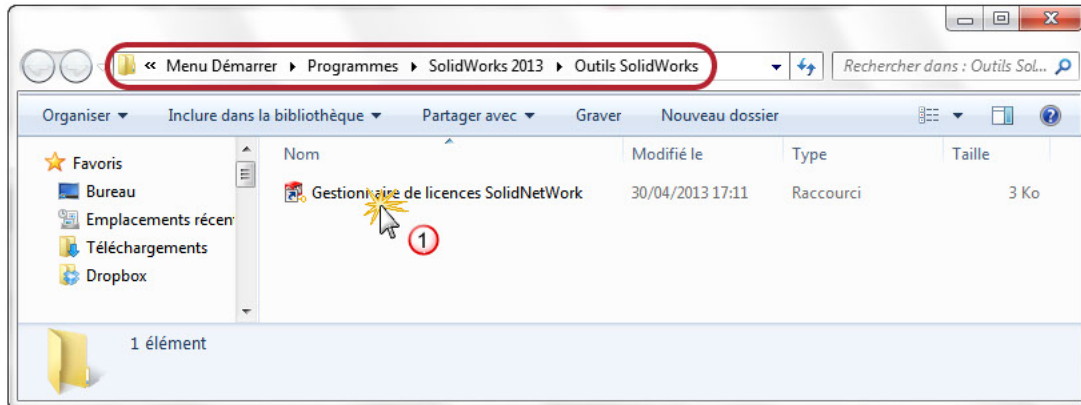 « Menu Démarrer ▸ Programmes ▸ SolidWorks 2013 ▸ Outils SolidWorks
Rechercher dans : Outils Sol...
Organiser Inclure dans la bibliothèque Partager avec Graver Nouveau dossier
Favoris
Bureau
Emplacements récen
Téléchargements
Dropbox
Nom Modifié le Type Taille
Gestionnaire de licences SolidNetWork 30/04/2013 17:11 Raccourci 3 Ko
1
1 élément